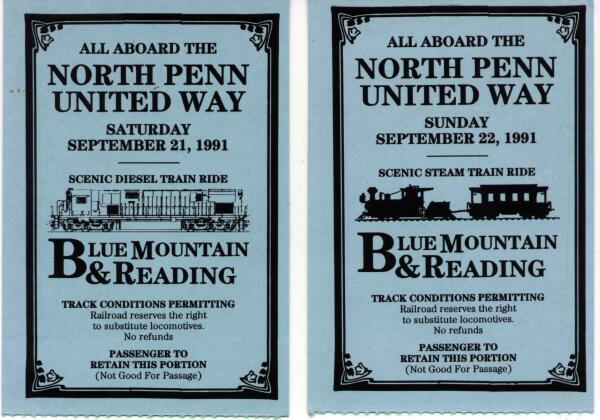 ALL ABOARD THE
NORTH PENN
UNITED WAY
SATURDAY
SEPTEMBER 21, 1991
SCENIC DIESEL TRAIN RIDE
BLUE MOUNTAIN
& READING
TRACK CONDITIONS PERMITTING
Railroad reserves the right
to substitute locomotives.
No refunds
PASSENGER TO
RETAIN THIS PORTION
(Not Good For Passage)
ALL ABOARD THE
NORTH PENN
UNITED WAY
SUNDAY
SEPTEMBER 22, 1991
SCENIC STEAM TRAIN RIDE
BLUE MOUNTAIN
& READING
TRACK CONDITIONS PERMITTING
Railroad reserves the right
to substitute locomotives.
No refunds
PASSENGER TO
RETAIN THIS PORTION
(Not Good For Passage)